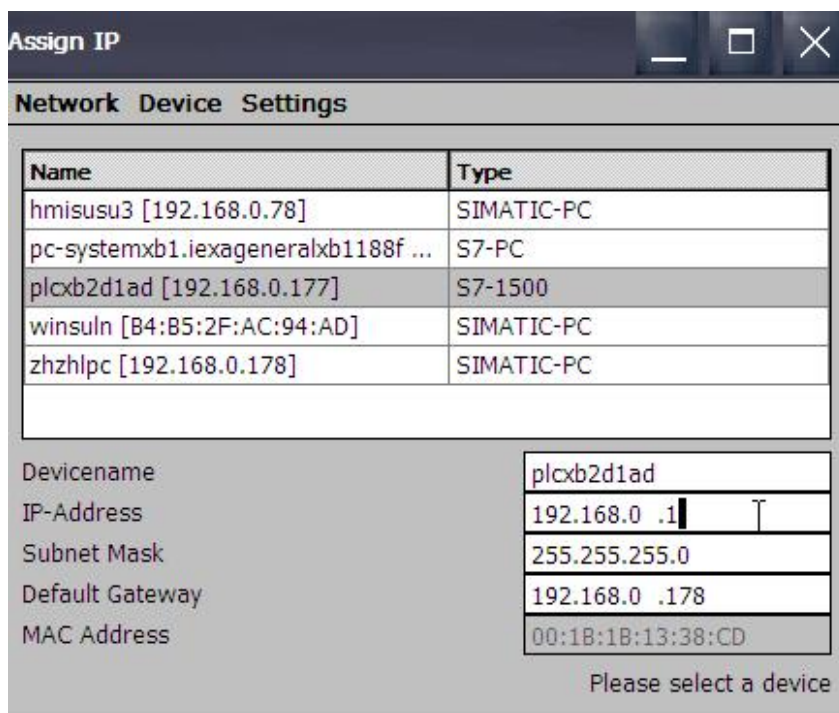 Assign IP
Network Device Settings
Name Type
hmisusu3 [192.168.0.78] SIMATIC-PC
pc-systemxb1.iexageneralxb1188f ... S7-PC
plcxb2d1ad [192.168.0.177] S7-1500
winsuln [B4:B5:2F:AC:94:AD] SIMATIC-PC
zhzhlpc [192.168.0.178] SIMATIC-PC
Devicename plcxb2d1ad
IP-Address 192.168.0 .1
Subnet Mask 255.255.255.0
Default Gateway 192.168.0 .178
MAC Address 00:1B:1B:13:38:CD
Please select a device